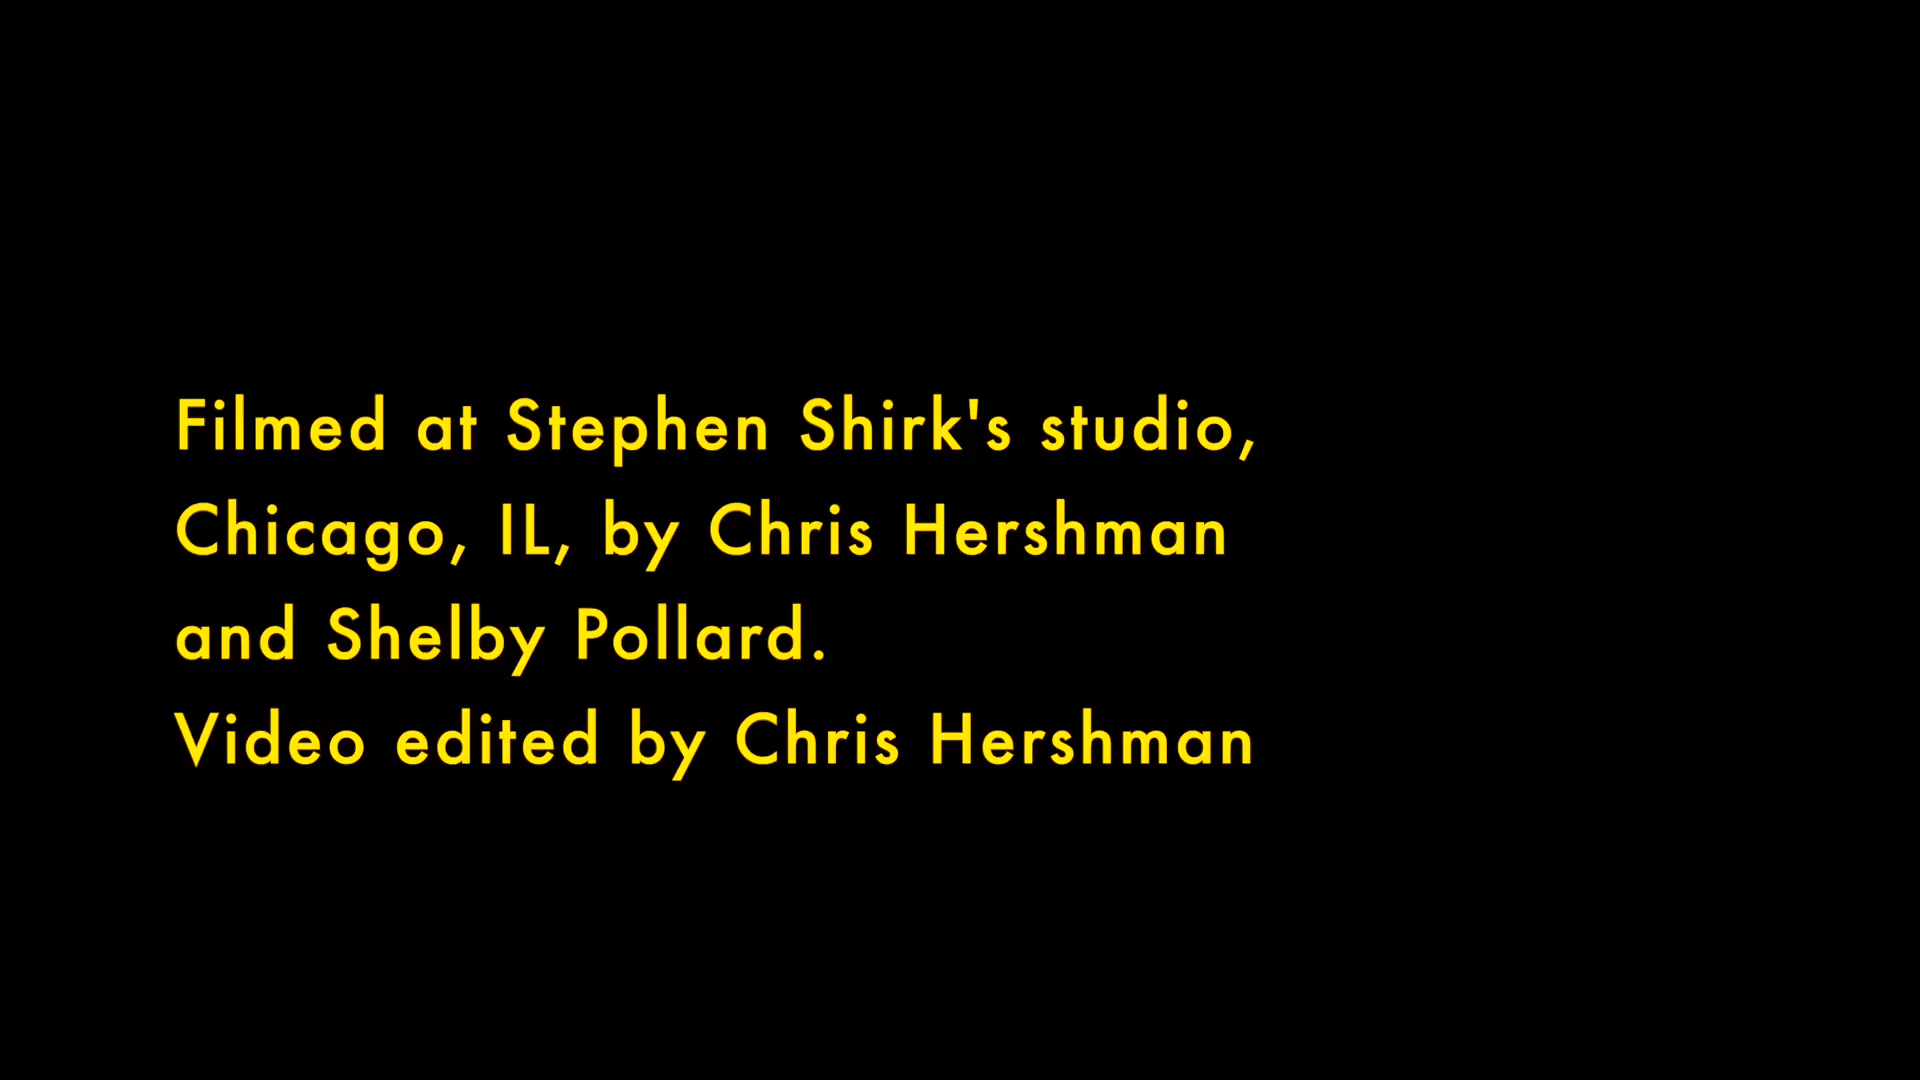 Filmed at Stephen Shirk's studio,
Chicago, IL, by Chris Hershman
and Shelby Pollard.
Video edited by Chris Hershman